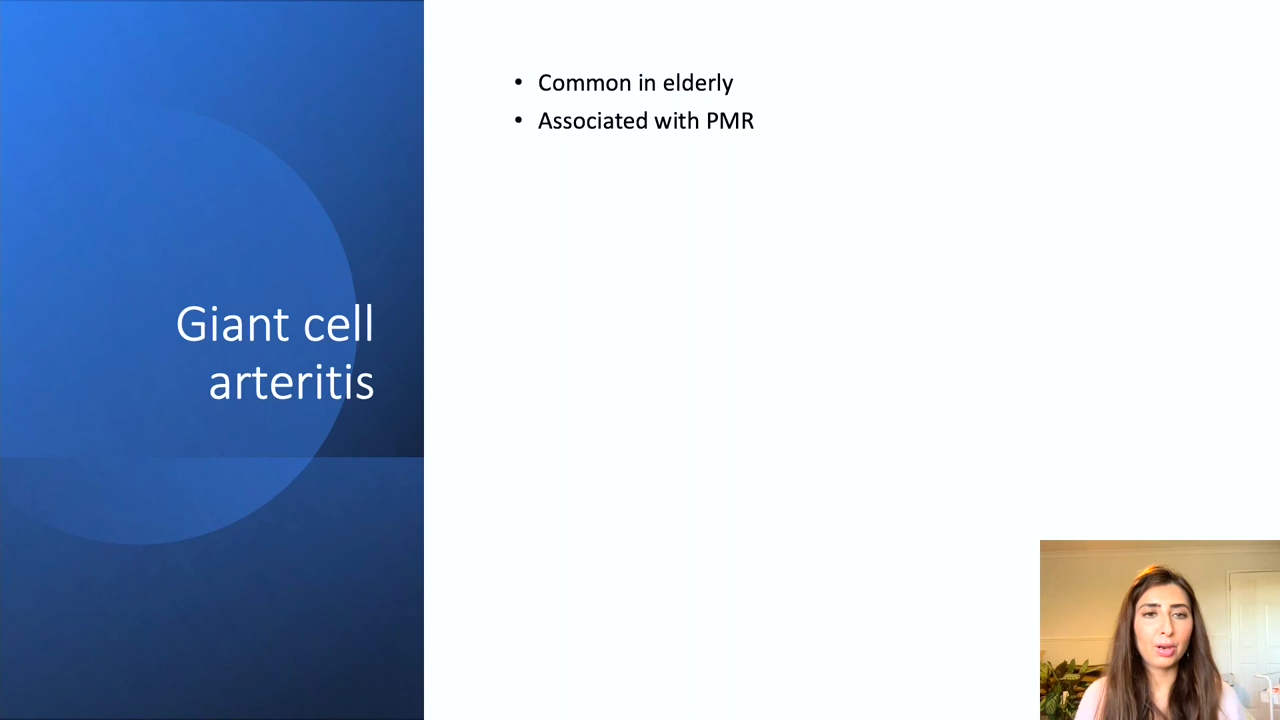 Giant cell
arteritis
• Common in elderly
• Associated with PMR